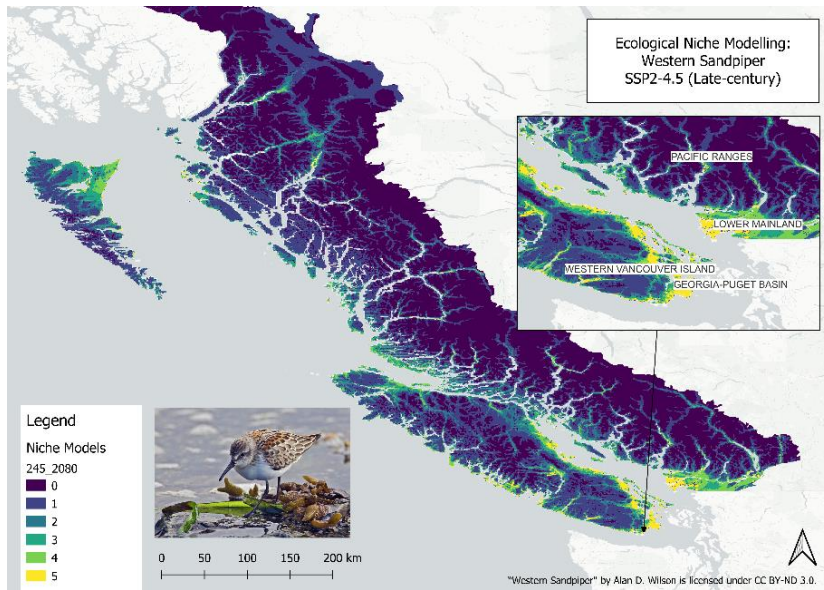 Ecological Niche Modelling:
Western Sandpiper
SSP2-4.5 (Late-century)
PACIFIC RANGES
LOWER MAINLAND
WESTERN VANCOUVER ISLAND
GEORGIA-PUGET BASIN
Legend
Niche Models
245_2080
0
1
2
3
4
5
0 50 100 150 200 km
"Western Sandpiper" by Alan D. Wilson is licensed under CC BY-ND 3.0.